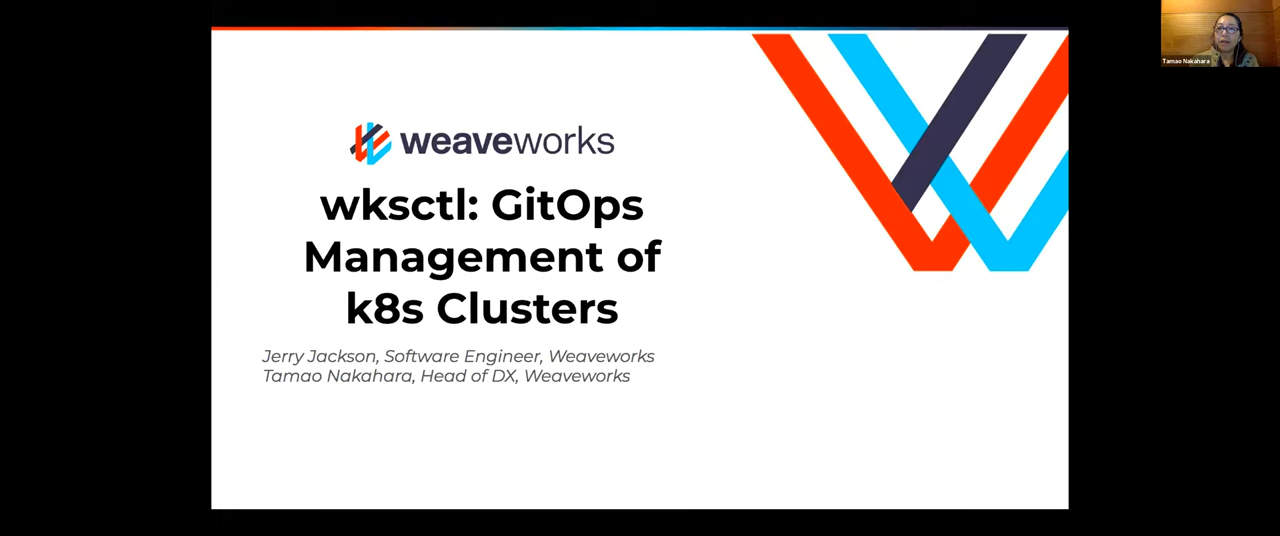 weaveworks
wksctl: GitOps
Management of
k8s Clusters
Jerry Jackson, Software Engineer, Weaveworks
Tamao Nakahara, Head of DX, Weaveworks
Tamao Nakahara